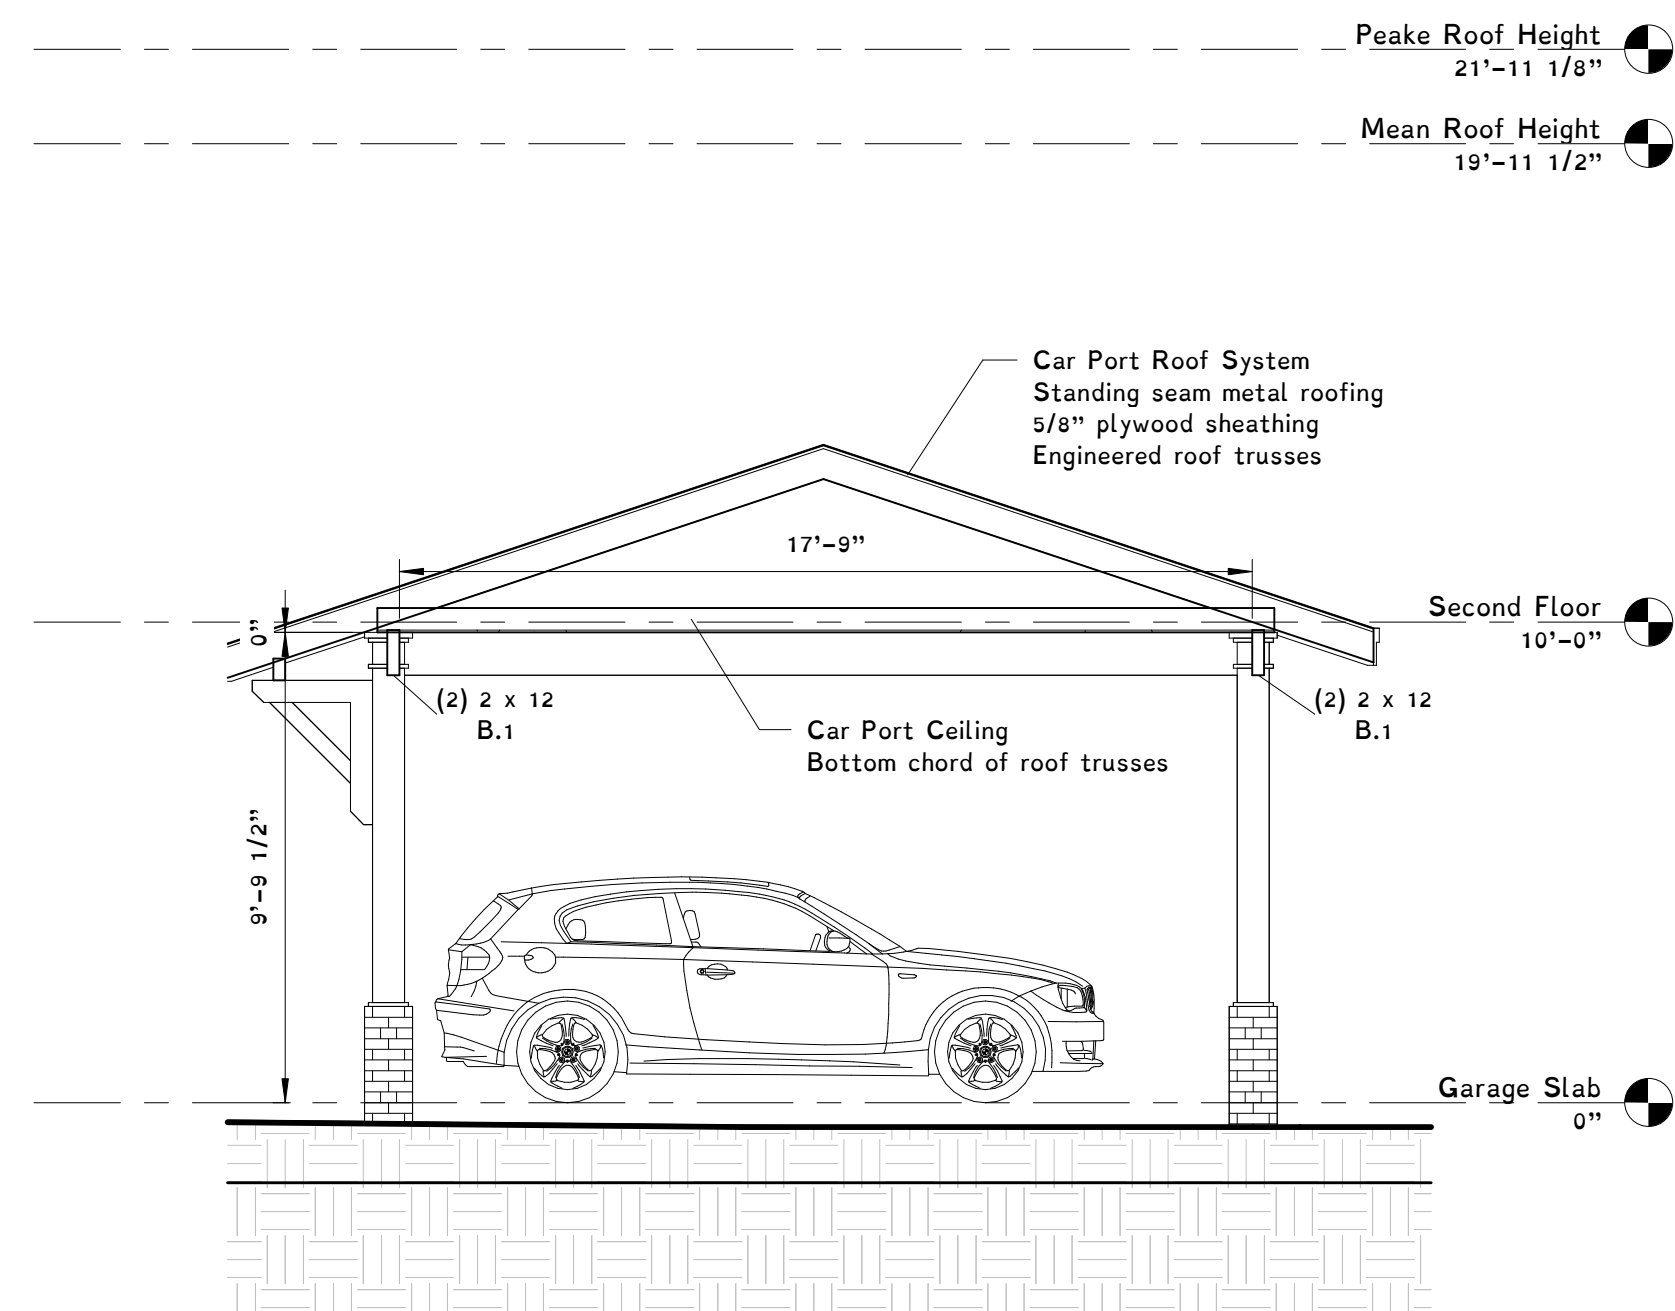 Peake Roof Height
21’-11 1/8”
Mean Roof Height
19’-11 1/2”
Car Port Roof System
Standing seam metal roofing
5/8” plywood sheathing
Engineered roof trusses
17’-9”
Second Floor
10’-0”
0”
(2) 2 x 12
B.1
(2) 2 x 12
B.1
Car Port Ceiling
Bottom chord of roof trusses
9’-9 1/2”
Garage Slab
0”